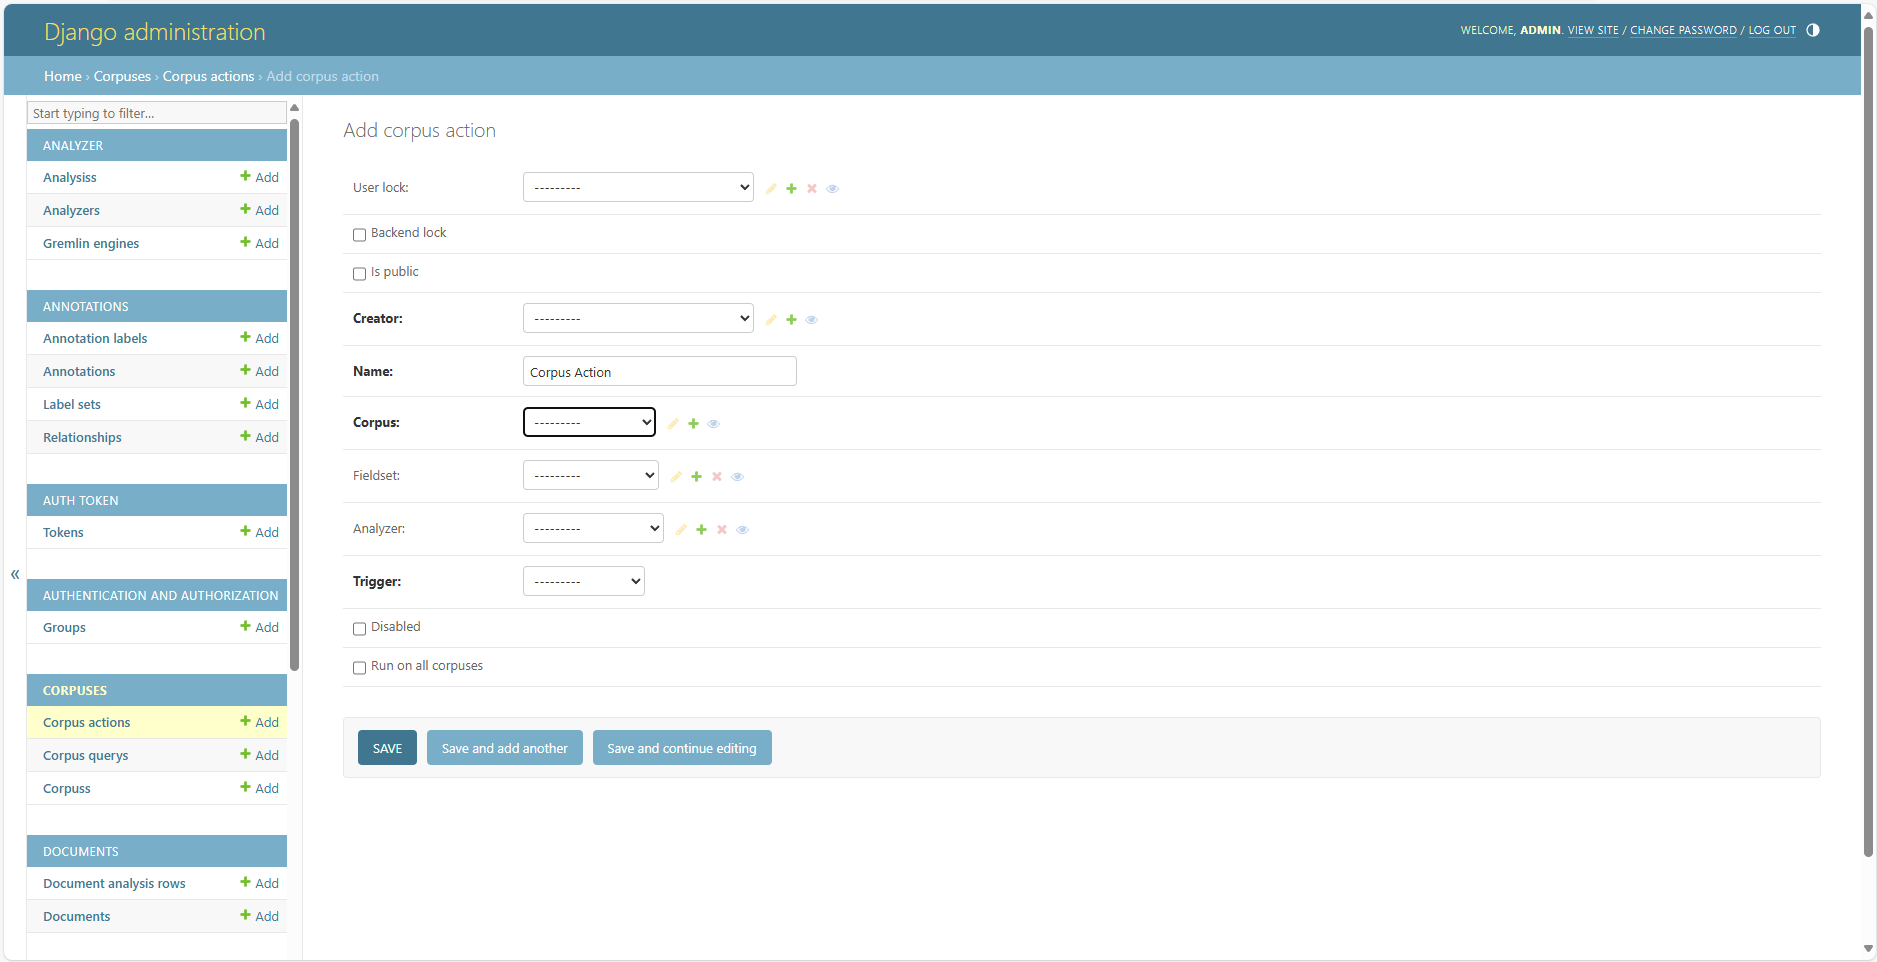 Django administration
WELCOME, ADMIN. VIEW SITE / CHANGE PASSWORD / LOG OUT
Home › Corpuses › Corpus actions › Add corpus action
Start typing to filter...
ANALYZER
Analysiss Add
Analyzers Add
Gremlin engines Add
ANNOTATIONS
Annotation labels Add
Annotations Add
Label sets Add
Relationships Add
AUTH TOKEN
Tokens Add
«
AUTHENTICATION AND AUTHORIZATION
Groups Add
CORPUSES
Corpus actions Add
Corpus querys Add
Corpuss Add
DOCUMENTS
Document analysis rows Add
Documents Add
Add corpus action
User lock: ---------
Backend lock
Is public
Creator: ---------
Name: Corpus Action
Corpus: ---------
Fieldset: ---------
Analyzer: ---------
Trigger: ---------
Disabled
Run on all corpuses
SAVE Save and add another Save and continue editing